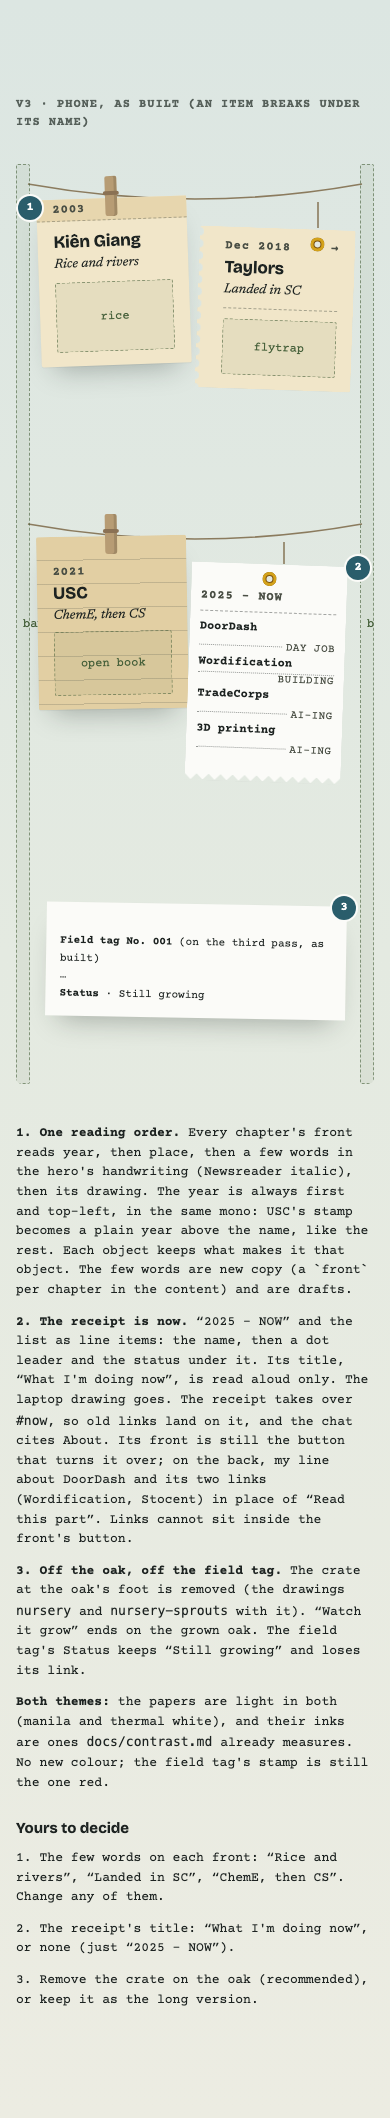 V3 · PHONE, AS BUILT (AN ITEM BREAKS UNDER
ITS NAME)
1
2003
Kiên Giang
Rice and rivers
rice
Dec 2018 →
Taylors
Landed in SC
flytrap
2021
USC
ChemE, then CS
open book
ba
2
2025 – NOW
DoorDash
DAY JOB
Wordification
BUILDING
TradeCorps
AI-ING
3D printing
AI-ING
b
3
Field tag No. 001 (on the third pass, as
built)
…
Status · Still growing
1. One reading order. Every chapter's front
reads year, then place, then a few words in
the hero's handwriting (Newsreader italic),
then its drawing. The year is always first
and top-left, in the same mono: USC's stamp
becomes a plain year above the name, like the
rest. Each object keeps what makes it that
object. The few words are new copy (a `front`
per chapter in the content) and are drafts.
2. The receipt is now. “2025 – NOW” and the
list as line items: the name, then a dot
leader and the status under it. Its title,
“What I'm doing now”, is read aloud only. The
laptop drawing goes. The receipt takes over
#now, so old links land on it, and the chat
cites About. Its front is still the button
that turns it over; on the back, my line
about DoorDash and its two links
(Wordification, Stocent) in place of “Read
this part”. Links cannot sit inside the
front's button.
3. Off the oak, off the field tag. The crate
at the oak's foot is removed (the drawings
nursery and nursery-sprouts with it). “Watch
it grow” ends on the grown oak. The field
tag's Status keeps “Still growing” and loses
its link.
Both themes: the papers are light in both
(manila and thermal white), and their inks
are ones docs/contrast.md already measures.
No new colour; the field tag's stamp is still
the one red.
Yours to decide
1. The few words on each front: “Rice and
rivers”, “Landed in SC”, “ChemE, then CS”.
Change any of them.
2. The receipt's title: “What I'm doing now”,
or none (just “2025 – NOW”).
3. Remove the crate on the oak (recommended),
or keep it as the long version.